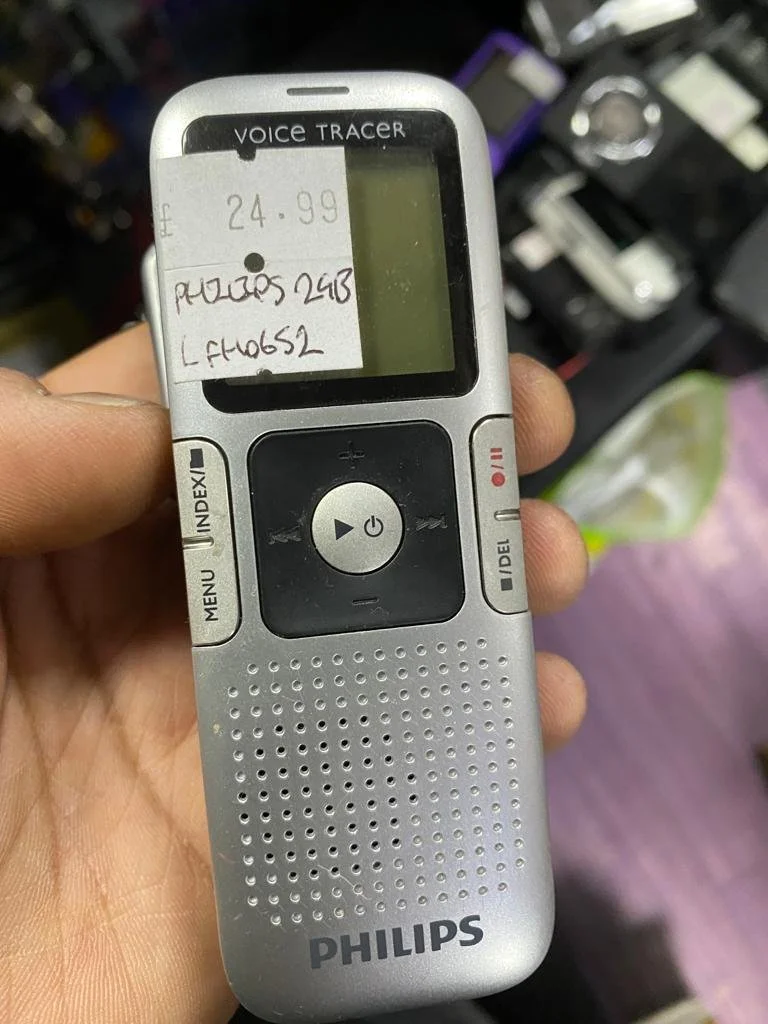 VOICE TRACER
£ 24.99
PHILIPS 2GB
LFH0652
INDEX/■
MENU
●/II
■/DEL
+
−
PHILIPS